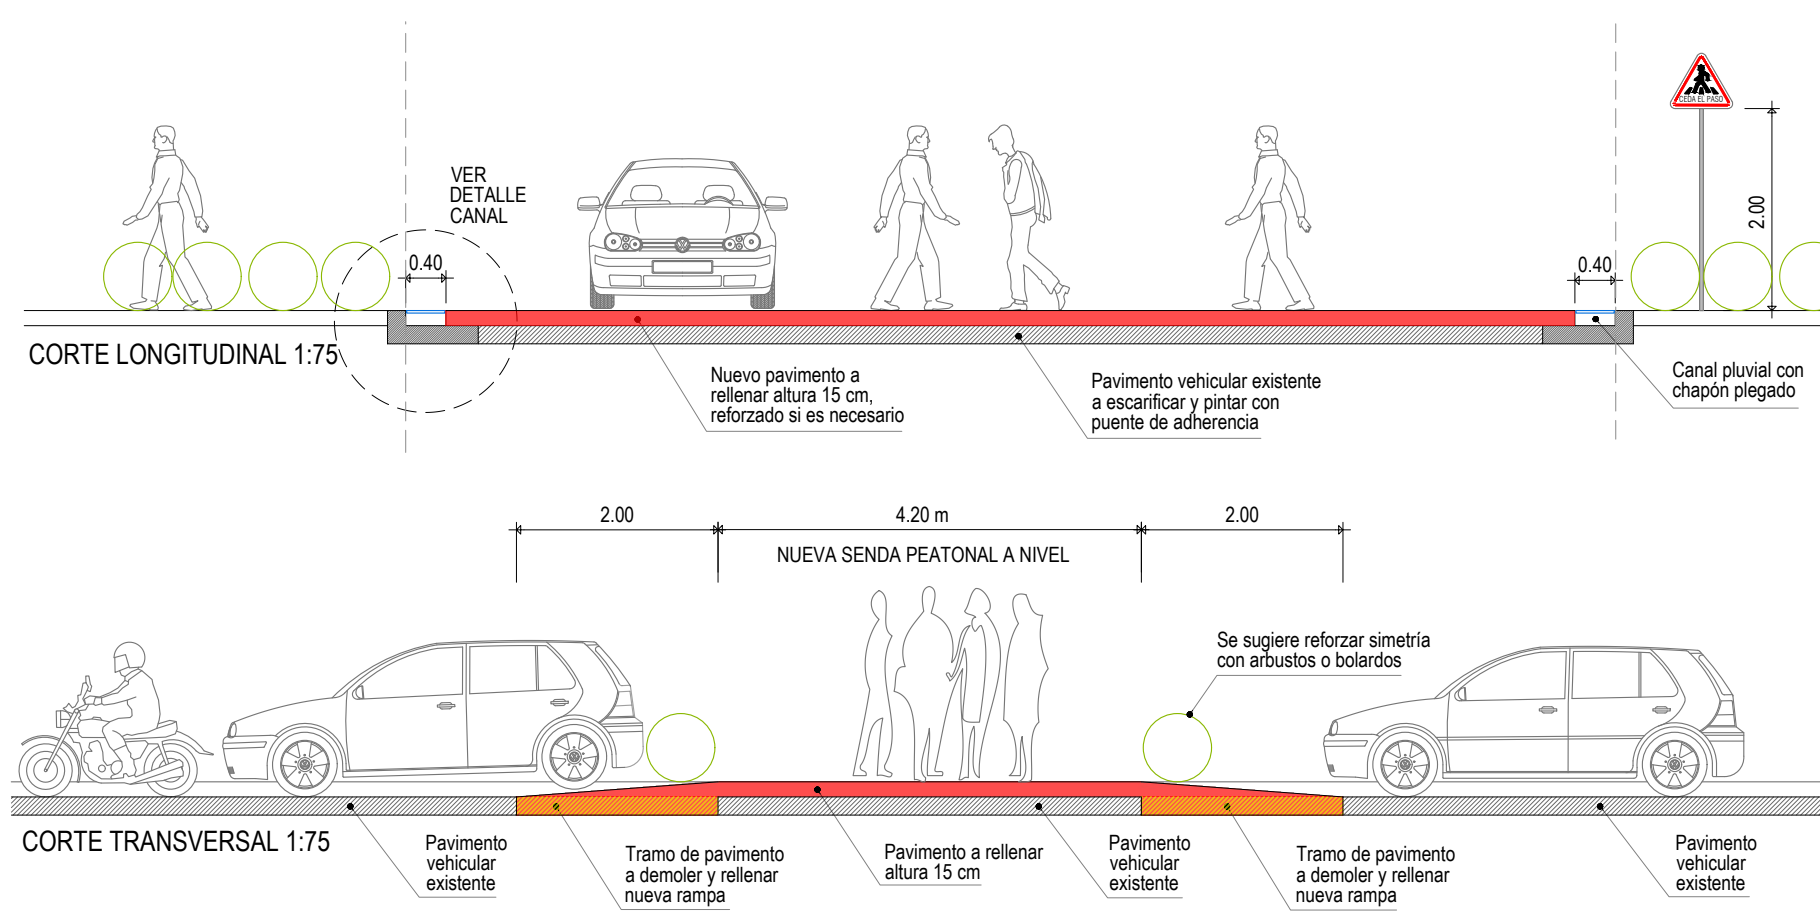 CEDA EL PASO
VER
DETALLE
CANAL
2.00
0.40
0.40
CORTE LONGITUDINAL 1:75
Nuevo pavimento a
rellenar altura 15 cm,
reforzado si es necesario
Pavimento vehicular existente
a escarificar y pintar con
puente de adherencia
Canal pluvial con
chapón plegado
2.00
4.20 m
2.00
NUEVA SENDA PEATONAL A NIVEL
Se sugiere reforzar simetría
con arbustos o bolardos
CORTE TRANSVERSAL 1:75
Pavimento
vehicular
existente
Tramo de pavimento
a demoler y rellenar
nueva rampa
Pavimento a rellenar
altura 15 cm
Pavimento
vehicular
existente
Tramo de pavimento
a demoler y rellenar
nueva rampa
Pavimento
vehicular
existente